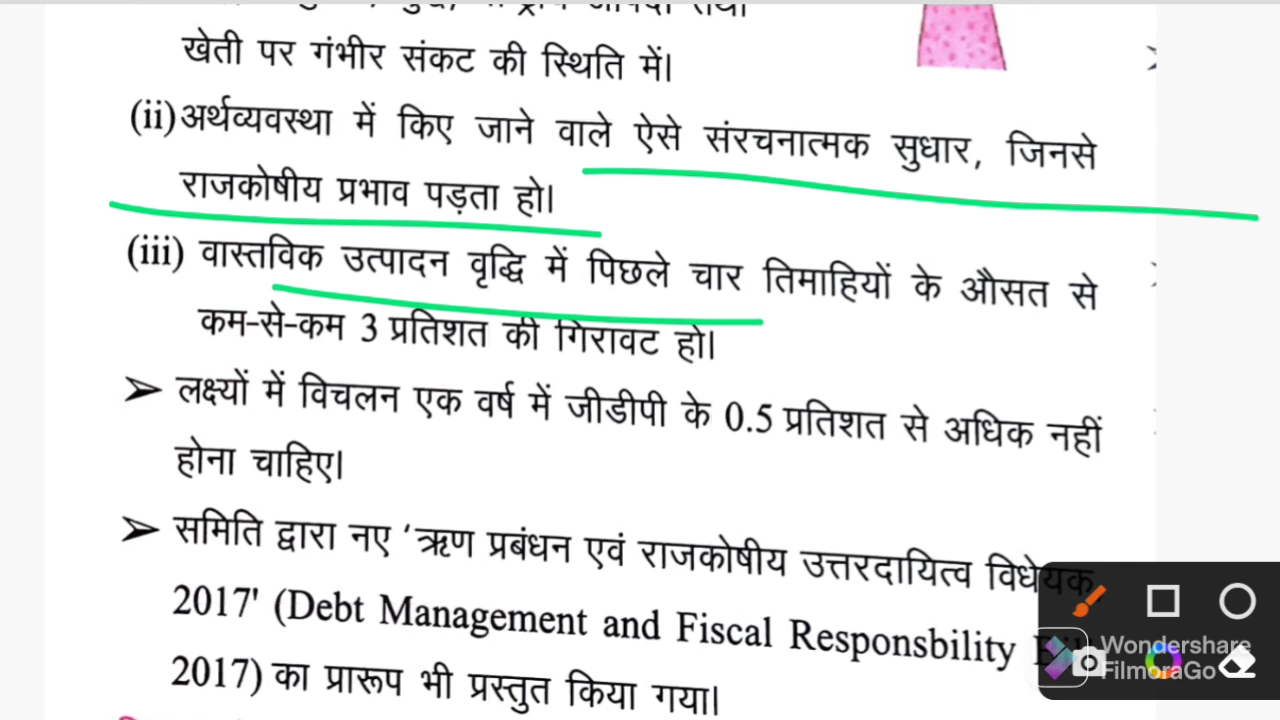 तथा
खेती पर गंभीर संकट की स्थिति में।
(ii) अर्थव्यवस्था में किए जाने वाले ऐसे संरचनात्मक सुधार, जिनसे
राजकोषीय प्रभाव पड़ता हो।
(iii) वास्तविक उत्पादन वृद्धि में पिछले चार तिमाहियों के औसत से
कम-से-कम 3 प्रतिशत की गिरावट हो।
➢ लक्ष्यों में विचलन एक वर्ष में जीडीपी के 0.5 प्रतिशत से अधिक नहीं
होना चाहिए।
➢ समिति द्वारा नए 'ऋण प्रबंधन एवं राजकोषीय उत्तरदायित्व विधेयक,
2017' (Debt Management and Fiscal Responsbility
2017) का प्रारूप भी प्रस्तुत किया गया।
Wondershare
FilmoraGo